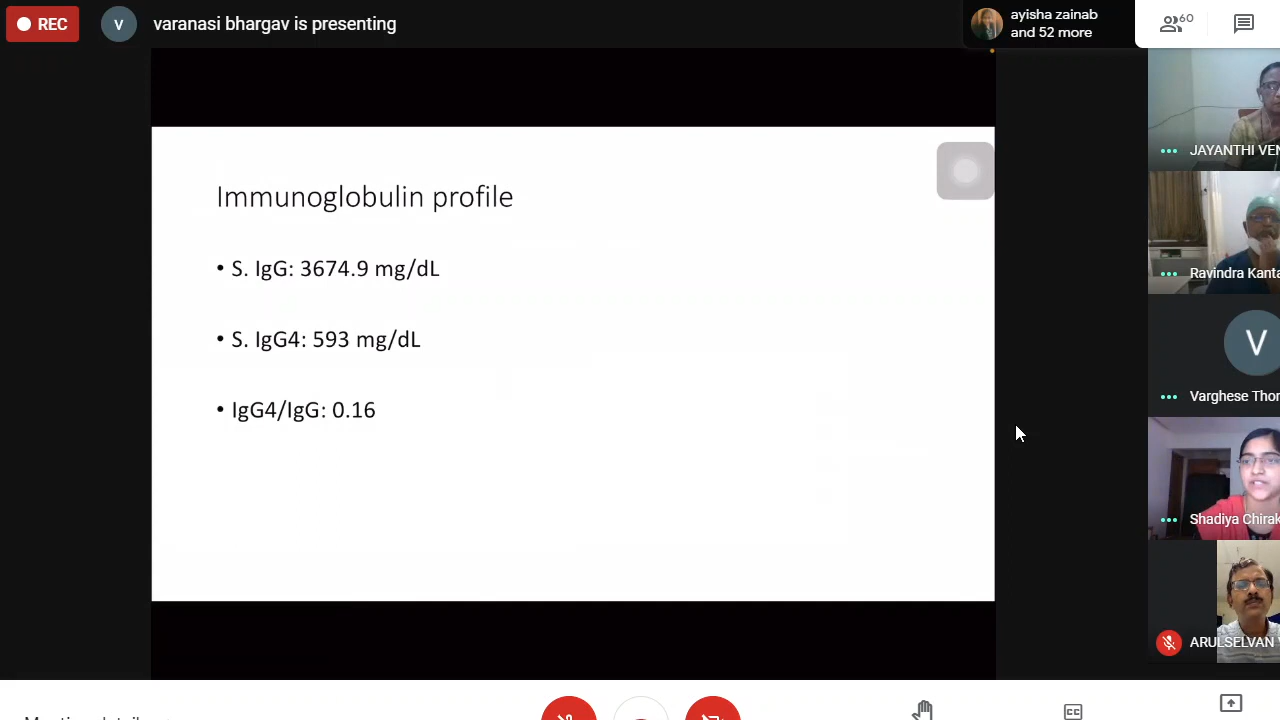 REC
V
varanasi bhargav is presenting
ayisha zainab
and 52 more
60
Immunoglobulin profile
• S. IgG: 3674.9 mg/dL
• S. IgG4: 593 mg/dL
• IgG4/IgG: 0.16
JAYANTHI VEN
Ravindra Kanta
V
Varghese Thor
Shadiya Chirak
ARULSELVAN V
CC